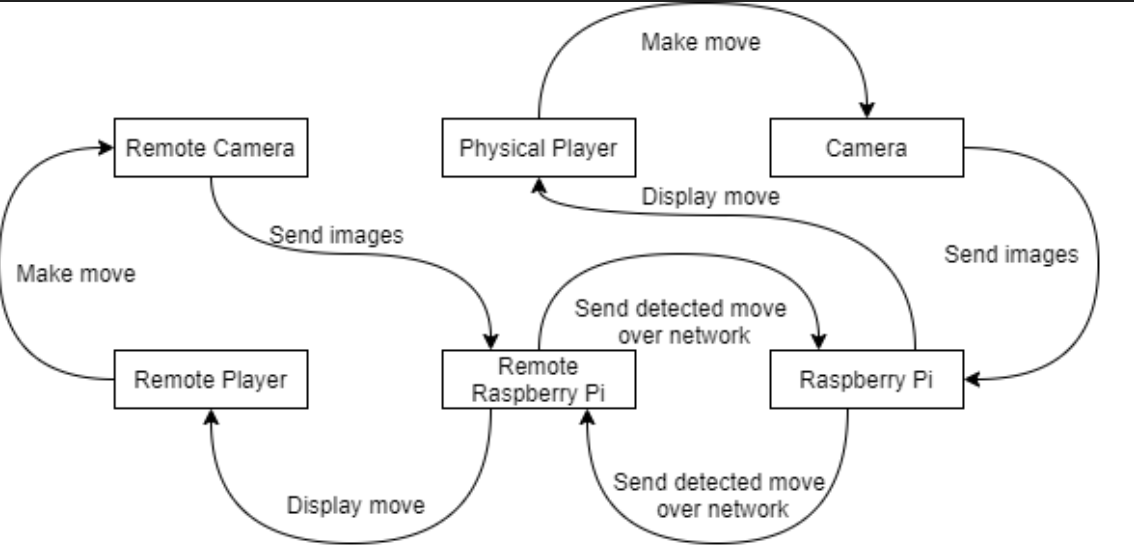 Make move
Remote Camera
Physical Player
Camera
Display move
Send images
Send images
Make move
Send detected move
over network
Remote Player
Remote
Raspberry Pi
Raspberry Pi
Send detected move
over network
Display move